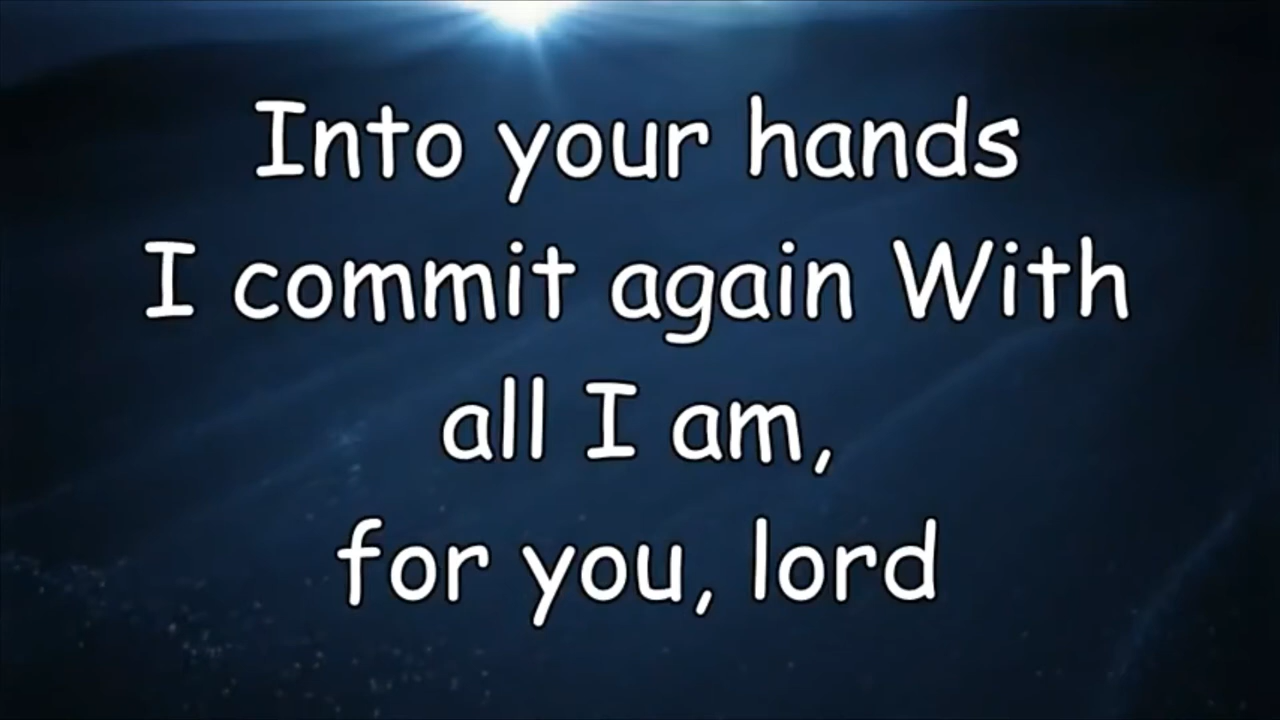 Into your hands
I commit again With
all I am,
for you, lord